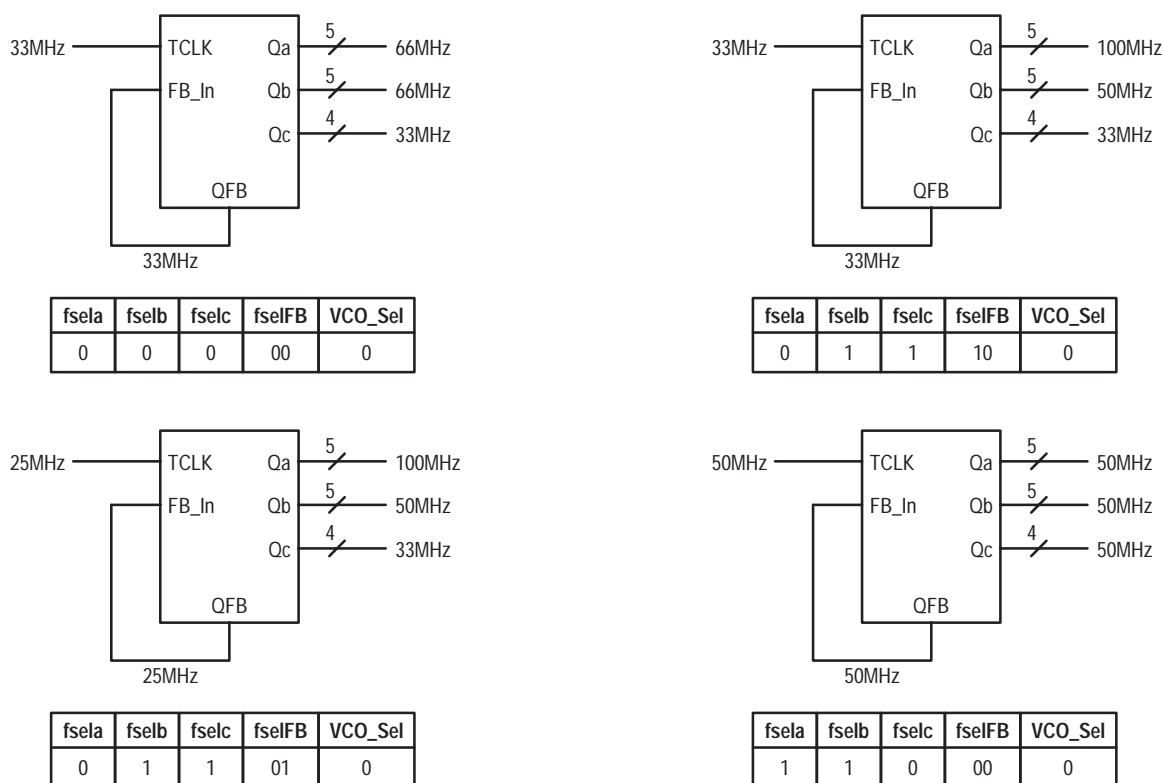 33MHz TCLK Qa 5 66MHz
FB_In Qb 5 66MHz
Qc 4 33MHz
QFB
33MHz
fsela fselb fselc fselFB VCO_Sel
0 0 0 00 0
33MHz TCLK Qa 5 100MHz
FB_In Qb 5 50MHz
Qc 4 33MHz
QFB
33MHz
fsela fselb fselc fselFB VCO_Sel
0 1 1 10 0
25MHz TCLK Qa 5 100MHz
FB_In Qb 5 50MHz
Qc 4 33MHz
QFB
25MHz
fsela fselb fselc fselFB VCO_Sel
0 1 1 01 0
50MHz TCLK Qa 5 50MHz
FB_In Qb 5 50MHz
Qc 4 50MHz
QFB
50MHz
fsela fselb fselc fselFB VCO_Sel
1 1 0 00 0